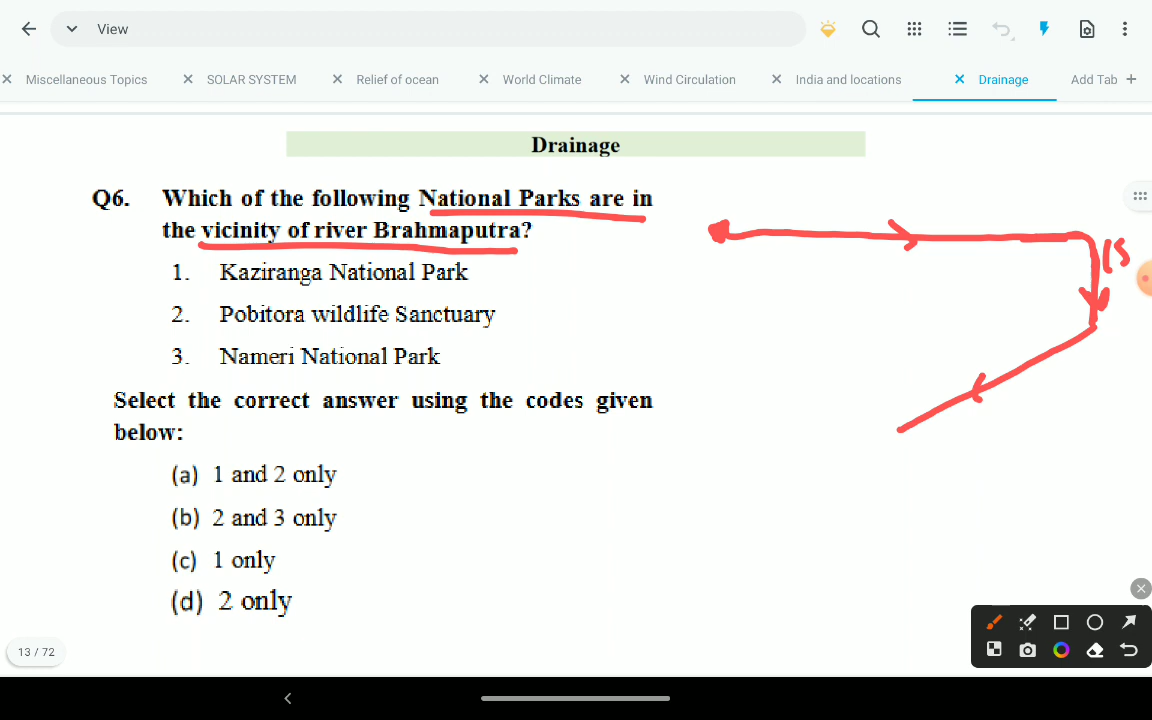 View
Miscellaneous Topics
SOLAR SYSTEM
Relief of ocean
World Climate
Wind Circulation
India and locations
Drainage
Add Tab +
Drainage
Q6. Which of the following National Parks are in
the vicinity of river Brahmaputra?
1. Kaziranga National Park
2. Pobitora wildlife Sanctuary
3. Nameri National Park
Select the correct answer using the codes given
below:
(a) 1 and 2 only
(b) 2 and 3 only
(c) 1 only
(d) 2 only
13 / 72